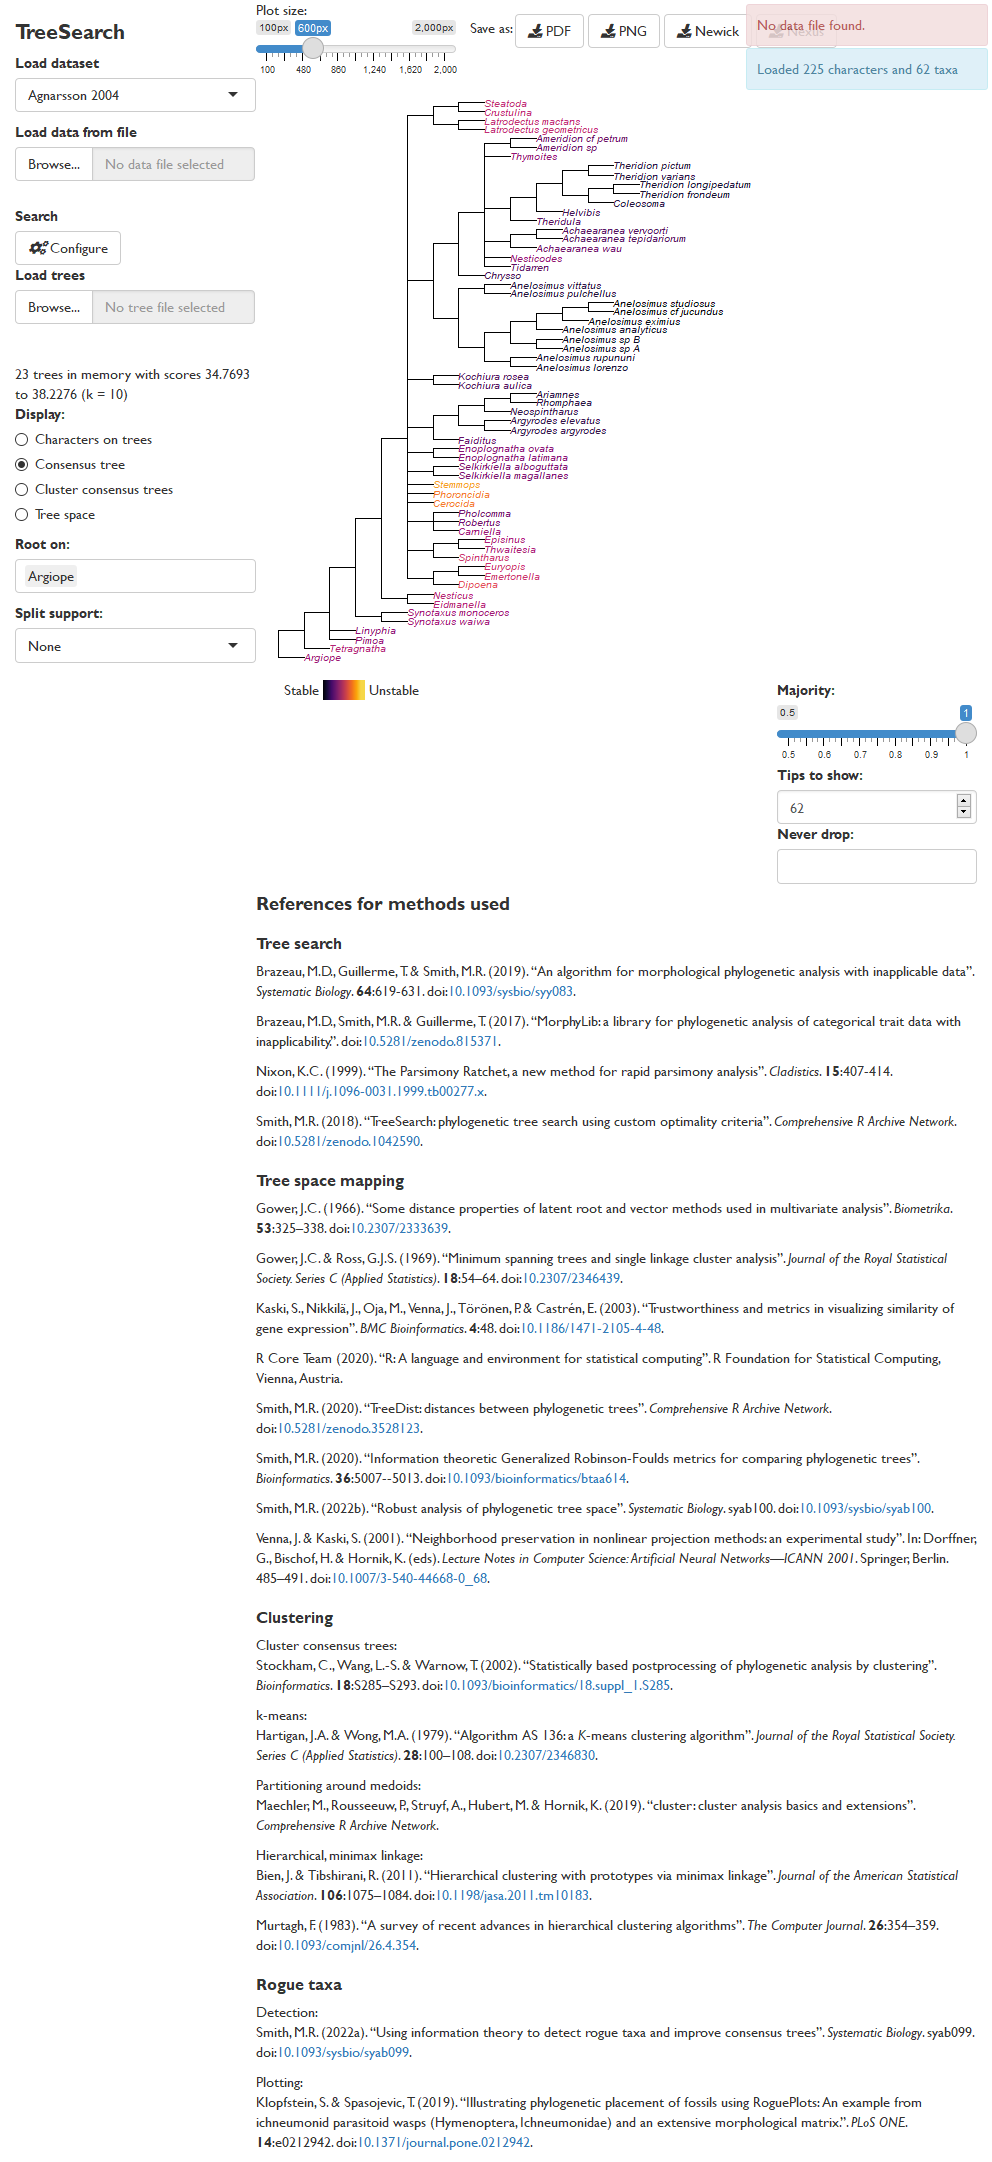 TreeSearch
Load dataset
Agnarsson 2004
Load data from file
Browse... No data file selected
Search
Configure
Load trees
Browse... No tree file selected
23 trees in memory with scores 34.7693
to 38.2276 (k = 10)
Display:
Characters on trees
Consensus tree
Cluster consensus trees
Tree space
Root on:
Argiope
Split support:
None
Plot size:
100px 600px 2,000px
100 480 860 1,240 1,620 2,000
Save as: PDF PNG Newick Nexus
No data file found.
Loaded 225 characters and 62 taxa
Steatoda
Crustulina
Latrodectus mactans
Latrodectus geometricus
Ameridion cf petrum
Ameridion sp
Thymoites
Theridion pictum
Theridion varians
Theridion longipedatum
Theridion frondeum
Coleosoma
Helvibis
Theridula
Achaearanea vervoorti
Achaearanea tepidariorum
Achaearanea wau
Nesticodes
Tidarren
Chrysso
Anelosimus vittatus
Anelosimus pulchellus
Anelosimus studiosus
Anelosimus cf jucundus
Anelosimus eximius
Anelosimus analyticus
Anelosimus sp B
Anelosimus sp A
Anelosimus rupununi
Anelosimus lorenzo
Kochiura rosea
Kochiura aulica
Ariamnes
Rhomphaea
Neospintharus
Argyrodes elevatus
Argyrodes argyrodes
Faiditus
Enoplognatha ovata
Enoplognatha latimana
Selkirkiella alboguttata
Selkirkiella magallanes
Stemmops
Phoroncidia
Cerocida
Pholcomma
Robertus
Carniella
Episinus
Thwaitesia
Spintharus
Euryopis
Emertonella
Dipoena
Nesticus
Eidmanella
Synotaxus monoceros
Synotaxus waiwa
Linyphia
Pimoa
Tetragnatha
Argiope
Stable Unstable
Majority:
0.5 1
0.5 0.6 0.7 0.8 0.9 1
Tips to show:
62
Never drop:
References for methods used
Tree search
Brazeau, M.D., Guillerme, T. & Smith, M.R. (2019). “An algorithm for morphological phylogenetic analysis with inapplicable data”.
Systematic Biology. 64:619-631. doi:10.1093/sysbio/syy083.
Brazeau, M.D., Smith, M.R. & Guillerme, T. (2017). “MorphyLib: a library for phylogenetic analysis of categorical trait data with
inapplicability.”. doi:10.5281/zenodo.815371.
Nixon, K.C. (1999). “The Parsimony Ratchet, a new method for rapid parsimony analysis”. Cladistics. 15:407-414.
doi:10.1111/j.1096-0031.1999.tb00277.x.
Smith, M.R. (2018). “TreeSearch: phylogenetic tree search using custom optimality criteria”. Comprehensive R Archive Network.
doi:10.5281/zenodo.1042590.
Tree space mapping
Gower, J.C. (1966). “Some distance properties of latent root and vector methods used in multivariate analysis”. Biometrika.
53:325–338. doi:10.2307/2333639.
Gower, J.C. & Ross, G.J.S. (1969). “Minimum spanning trees and single linkage cluster analysis”. Journal of the Royal Statistical
Society. Series C (Applied Statistics). 18:54–64. doi:10.2307/2346439.
Kaski, S., Nikkilä, J., Oja, M., Venna, J., Törönen, P. & Castrén, E. (2003). “Trustworthiness and metrics in visualizing similarity of
gene expression”. BMC Bioinformatics. 4:48. doi:10.1186/1471-2105-4-48.
R Core Team (2020). “R: A language and environment for statistical computing”. R Foundation for Statistical Computing,
Vienna, Austria.
Smith, M.R. (2020). “TreeDist: distances between phylogenetic trees”. Comprehensive R Archive Network.
doi:10.5281/zenodo.3528123.
Smith, M.R. (2020). “Information theoretic Generalized Robinson-Foulds metrics for comparing phylogenetic trees”.
Bioinformatics. 36:5007--5013. doi:10.1093/bioinformatics/btaa614.
Smith, M.R. (2022b). “Robust analysis of phylogenetic tree space”. Systematic Biology. syab100. doi:10.1093/sysbio/syab100.
Venna, J. & Kaski, S. (2001). “Neighborhood preservation in nonlinear projection methods: an experimental study”. In: Dorffner,
G., Bischof, H. & Hornik, K. (eds). Lecture Notes in Computer Science: Artificial Neural Networks—ICANN 2001. Springer, Berlin.
485–491. doi:10.1007/3-540-44668-0_68.
Clustering
Cluster consensus trees:
Stockham, C., Wang, L.-S. & Warnow, T. (2002). “Statistically based postprocessing of phylogenetic analysis by clustering”.
Bioinformatics. 18:S285–S293. doi:10.1093/bioinformatics/18.suppl_1.S285.
k-means:
Hartigan, J.A. & Wong, M.A. (1979). “Algorithm AS 136: a K-means clustering algorithm”. Journal of the Royal Statistical Society.
Series C (Applied Statistics). 28:100–108. doi:10.2307/2346830.
Partitioning around medoids:
Maechler, M., Rousseeuw, P., Struyf, A., Hubert, M. & Hornik, K. (2019). “cluster: cluster analysis basics and extensions”.
Comprehensive R Archive Network.
Hierarchical, minimax linkage:
Bien, J. & Tibshirani, R. (2011). “Hierarchical clustering with prototypes via minimax linkage”. Journal of the American Statistical
Association. 106:1075–1084. doi:10.1198/jasa.2011.tm10183.
Murtagh, F. (1983). “A survey of recent advances in hierarchical clustering algorithms”. The Computer Journal. 26:354–359.
doi:10.1093/comjnl/26.4.354.
Rogue taxa
Detection:
Smith, M.R. (2022a). “Using information theory to detect rogue taxa and improve consensus trees”. Systematic Biology. syab099.
doi:10.1093/sysbio/syab099.
Plotting:
Klopfstein, S. & Spasojevic, T. (2019). “Illustrating phylogenetic placement of fossils using RoguePlots: An example from
ichneumonid parasitoid wasps (Hymenoptera, Ichneumonidae) and an extensive morphological matrix.”. PLoS ONE.
14:e0212942. doi:10.1371/journal.pone.0212942.